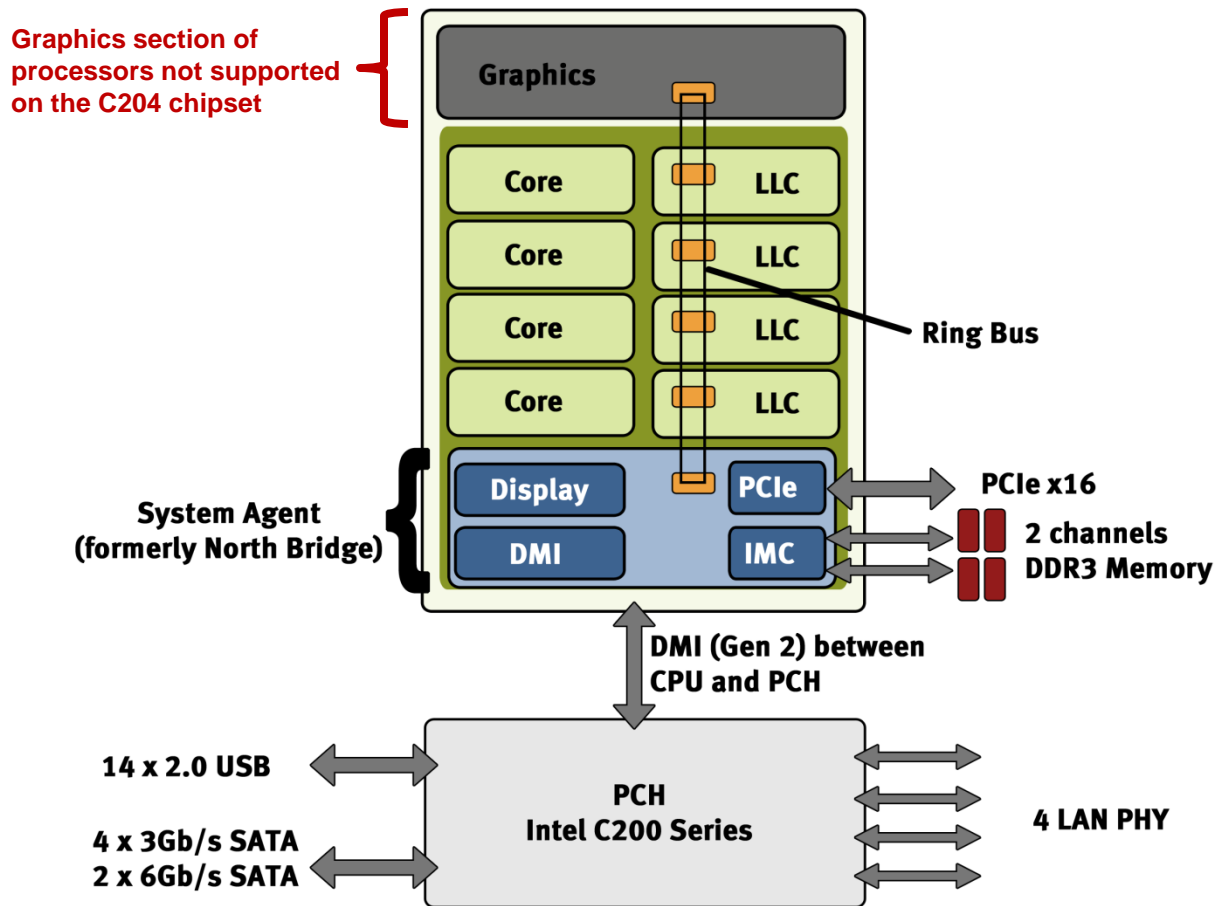 Graphics section of
processors not supported
on the C204 chipset
Graphics
Core
LLC
Core
LLC
Core
LLC
Core
LLC
Ring Bus
System Agent
(formerly North Bridge)
Display
PCIe
DMI
IMC
PCIe x16
2 channels
DDR3 Memory
DMI (Gen 2) between
CPU and PCH
14 x 2.0 USB
4 x 3Gb/s SATA
2 x 6Gb/s SATA
PCH
Intel C200 Series
4 LAN PHY